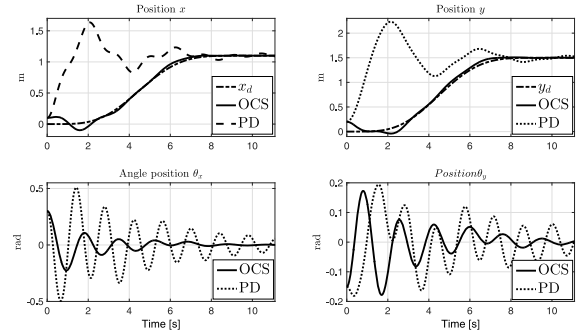 Position x
1.5
1
0.5
0
m
x_d
OCS
PD
0 2 4 6 8 10
Position y
2
1.5
1
0.5
0
m
y_d
OCS
PD
0 2 4 6 8 10
Angle position θ_x
0.5
0
-0.5
rad
OCS
PD
0 2 4 6 8 10
Time [s]
Positionθ_y
0.2
0.1
0
-0.1
-0.2
rad
OCS
PD
0 2 4 6 8 10
Time [s]